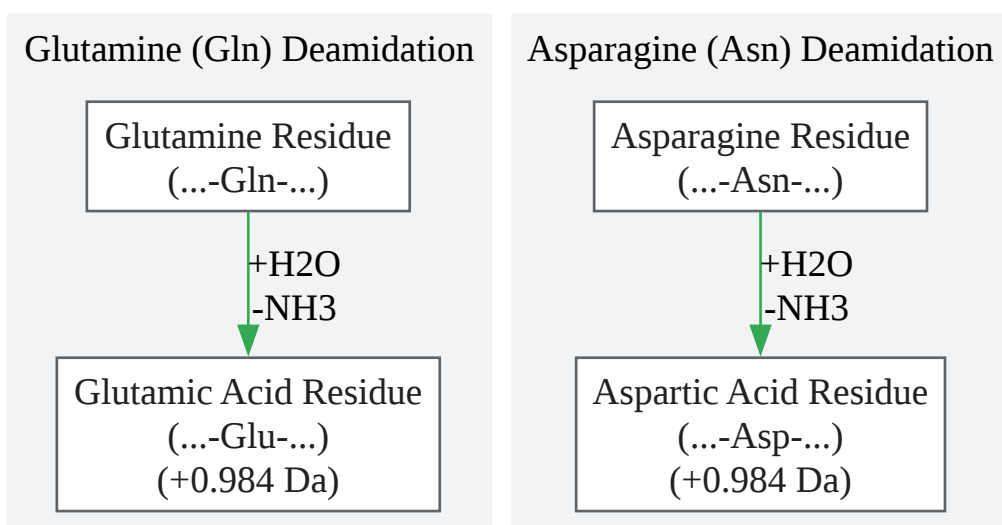 Glutamine (Gln) Deamidation
Glutamine Residue
(...-Gln-...)
+H2O
-NH3
Glutamic Acid Residue
(...-Glu-...)
(+0.984 Da)
Asparagine (Asn) Deamidation
Asparagine Residue
(...-Asn-...)
+H2O
-NH3
Aspartic Acid Residue
(...-Asp-...)
(+0.984 Da)